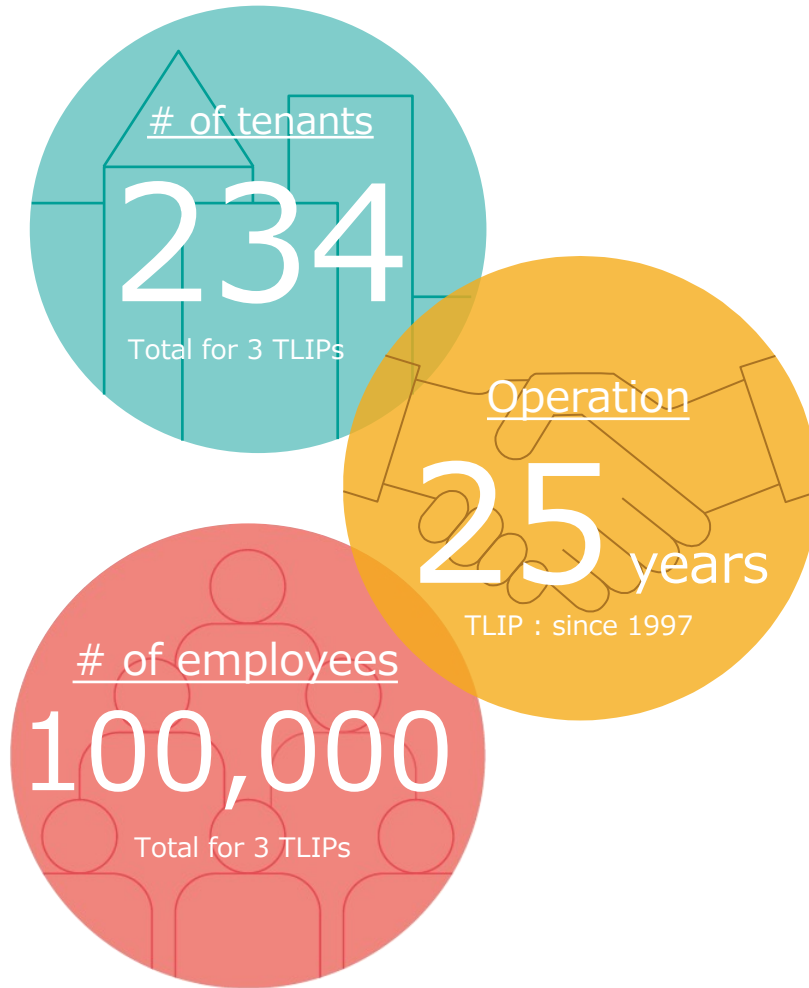 # of tenants
234
Total for 3 TLIPs
Operation
25 years
TLIP : since 1997
# of employees
100,000
Total for 3 TLIPs